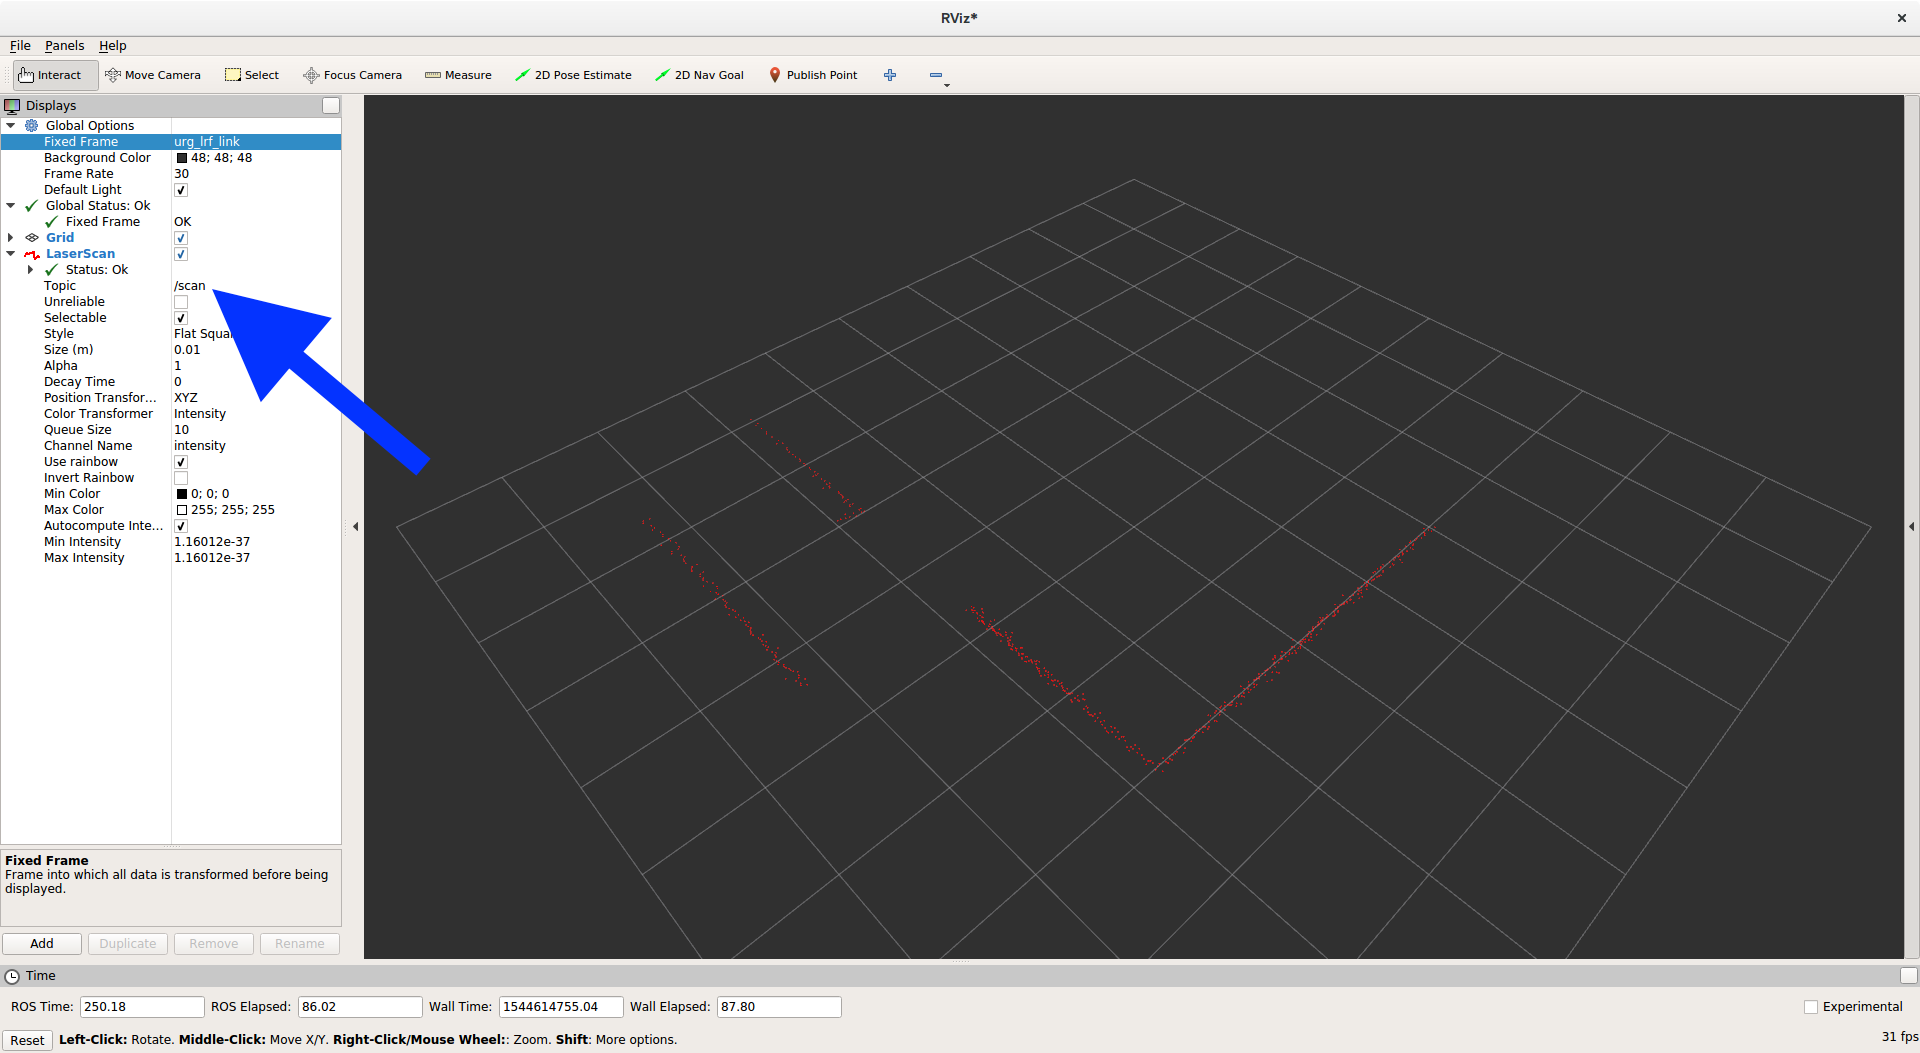 RViz*
File Panels Help
Interact Move Camera Select Focus Camera Measure 2D Pose Estimate 2D Nav Goal Publish Point
Displays
Global Options
Fixed Frame urg_lrf_link
Background Color 48; 48; 48
Frame Rate 30
Default Light
Global Status: Ok
Fixed Frame OK
Grid
LaserScan
Status: Ok
Topic /scan
Unreliable
Selectable
Style Flat
Size (m) 0.01
Alpha 1
Decay Time 0
Position Transfor... XYZ
Color Transformer Intensity
Queue Size 10
Channel Name intensity
Use rainbow
Invert Rainbow
Min Color 0; 0; 0
Max Color 255; 255; 255
Autocompute Inte...
Min Intensity 1.16012e-37
Max Intensity 1.16012e-37
Fixed Frame
Frame into which all data is transformed before being
displayed.
Add Duplicate Remove Rename
Time
ROS Time: 250.18 ROS Elapsed: 86.02 Wall Time: 1544614755.04 Wall Elapsed: 87.80 Experimental
Reset Left-Click: Rotate. Middle-Click: Move X/Y. Right-Click/Mouse Wheel:: Zoom. Shift: More options. 31 fps